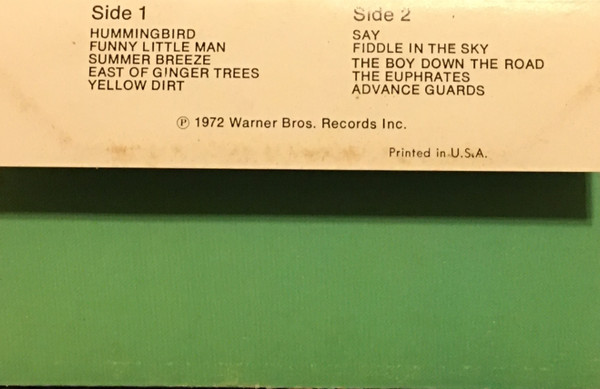 Side 1
HUMMINGBIRD
FUNNY LITTLE MAN
SUMMER BREEZE
EAST OF GINGER TREES
YELLOW DIRT
Side 2
SAY
FIDDLE IN THE SKY
THE BOY DOWN THE ROAD
THE EUPHRATES
ADVANCE GUARDS
℗ 1972 Warner Bros. Records Inc.
Printed in U.S.A.